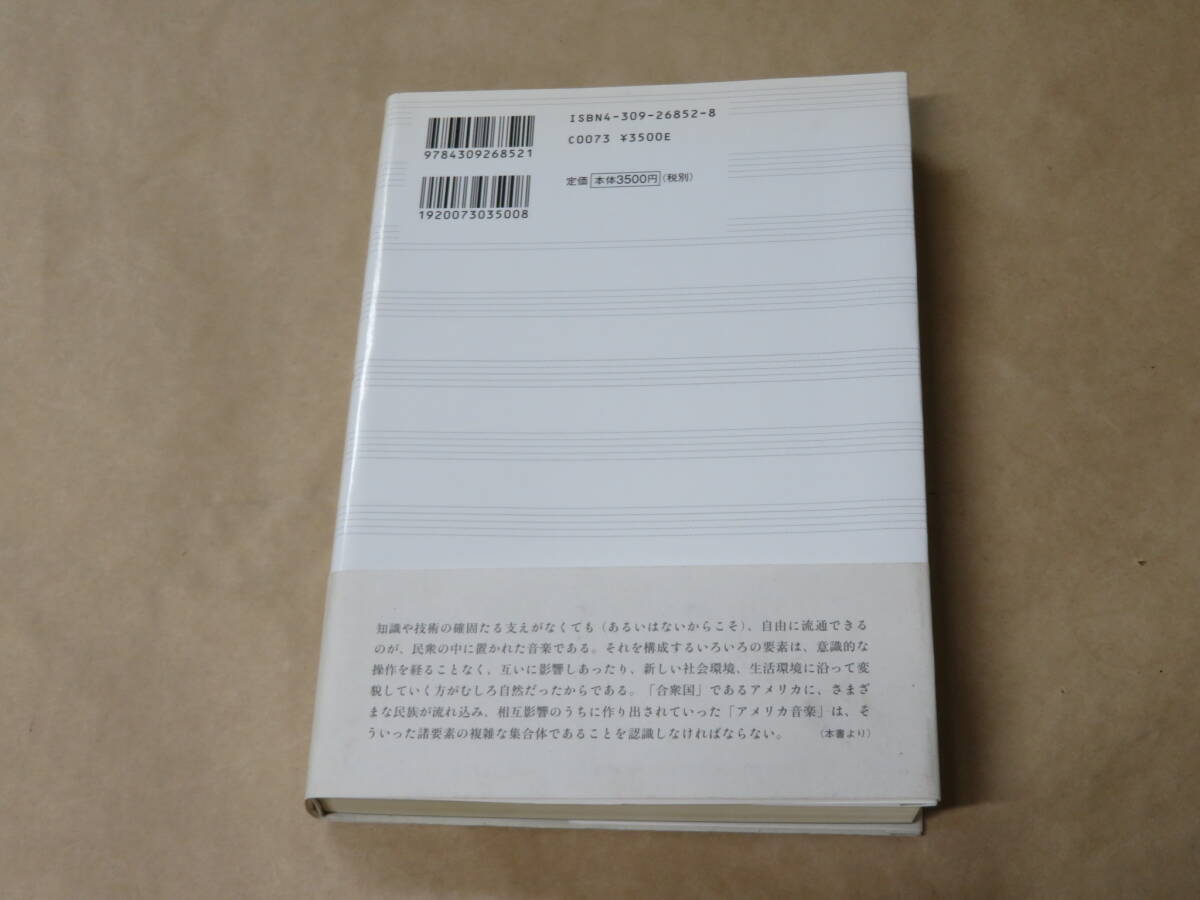 ISBN4-309-26852-8
C0073 ¥3500E
9784309268521
定価 本体3500円(税別)
1920073035008
知識や技術の確固たる支えがなくても(あるいはないからこそ)、自由に流通できる
のが、民衆の中に置かれた音楽である。それを構成するいろいろの要素は、意識的な
操作を経ることなく、互いに影響しあったり、新しい社会環境、生活環境に沿って変
貌していく方がむしろ自然だったからである。「合衆国」であるアメリカに、さまざ
まな民族が流れ込み、相互影響のうちに作り出されていった「アメリカ音楽」は、そ
ういった諸要素の複雑な集合体であることを認識しなければならない。 (本書より)